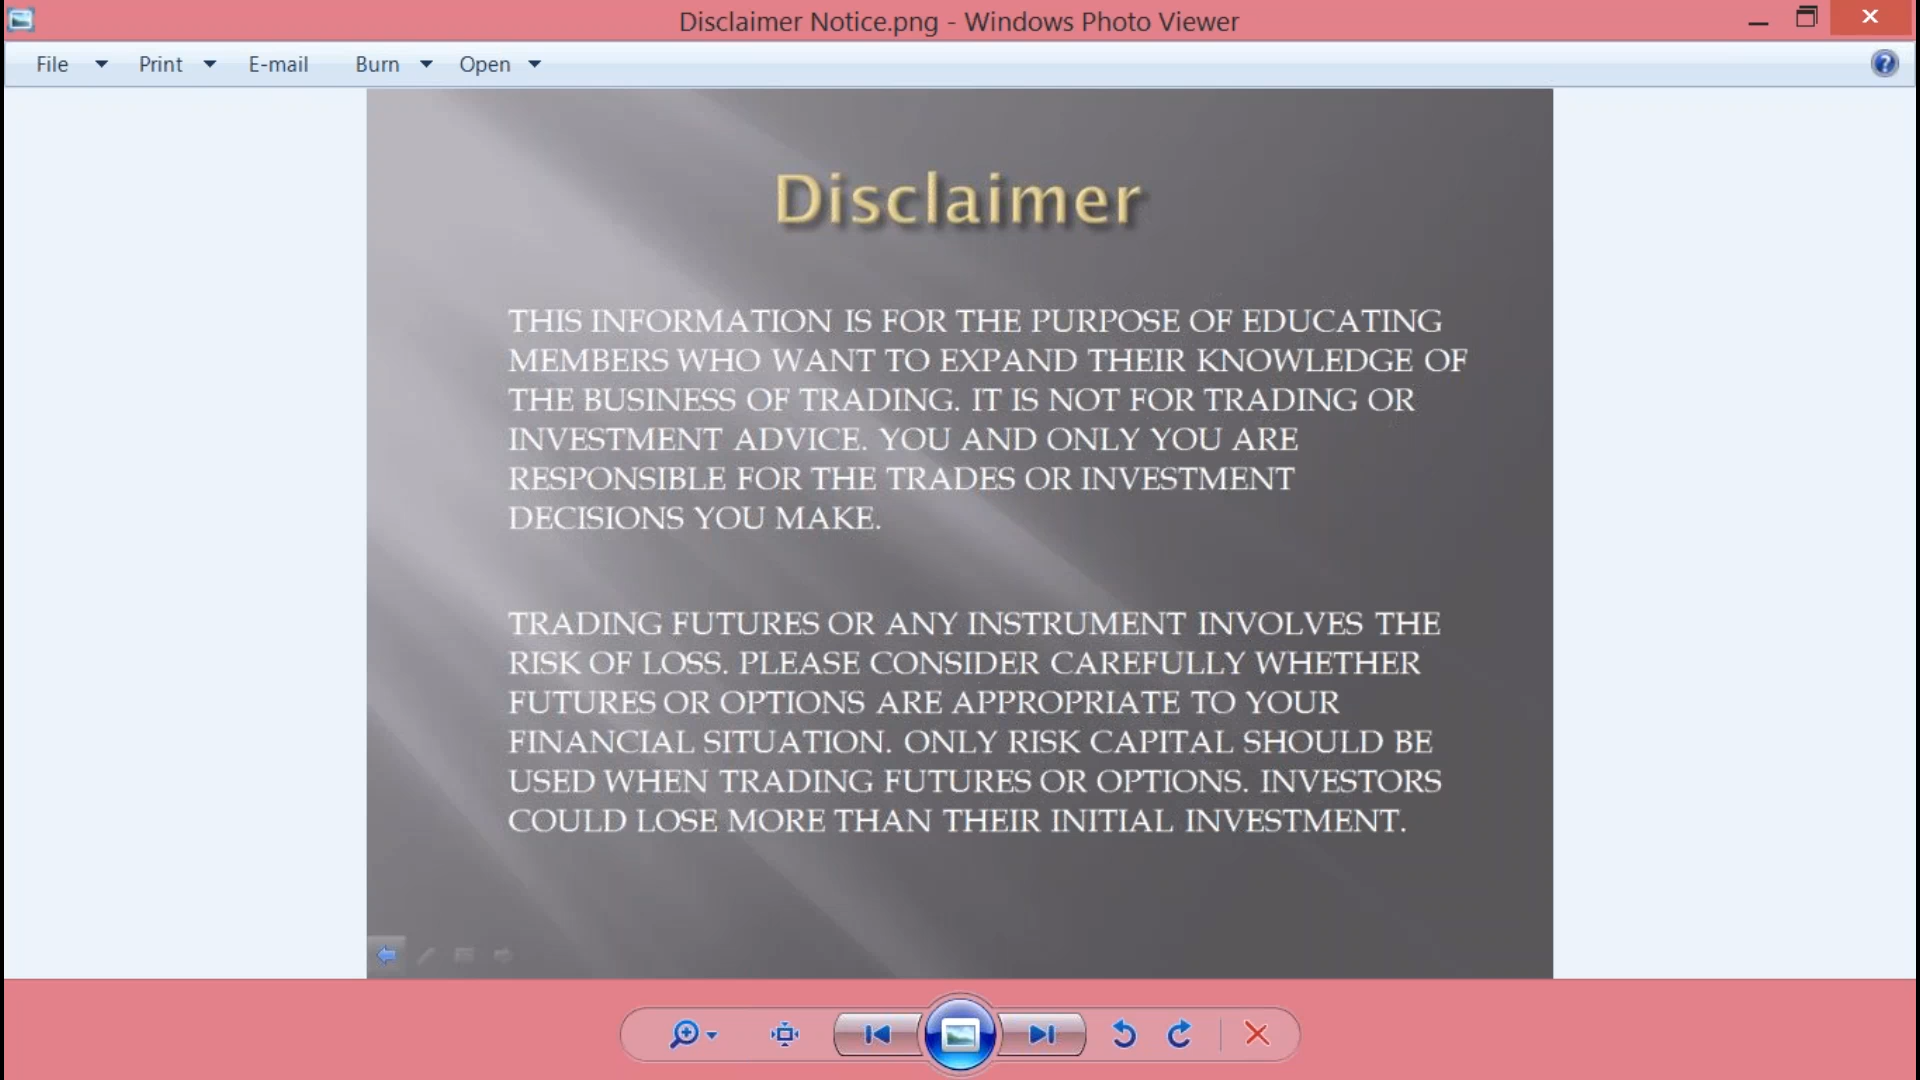 Disclaimer Notice.png - Windows Photo Viewer
File Print E-mail Burn Open
Disclaimer
THIS INFORMATION IS FOR THE PURPOSE OF EDUCATING
MEMBERS WHO WANT TO EXPAND THEIR KNOWLEDGE OF
THE BUSINESS OF TRADING. IT IS NOT FOR TRADING OR
INVESTMENT ADVICE. YOU AND ONLY YOU ARE
RESPONSIBLE FOR THE TRADES OR INVESTMENT
DECISIONS YOU MAKE.
TRADING FUTURES OR ANY INSTRUMENT INVOLVES THE
RISK OF LOSS. PLEASE CONSIDER CAREFULLY WHETHER
FUTURES OR OPTIONS ARE APPROPRIATE TO YOUR
FINANCIAL SITUATION. ONLY RISK CAPITAL SHOULD BE
USED WHEN TRADING FUTURES OR OPTIONS. INVESTORS
COULD LOSE MORE THAN THEIR INITIAL INVESTMENT.